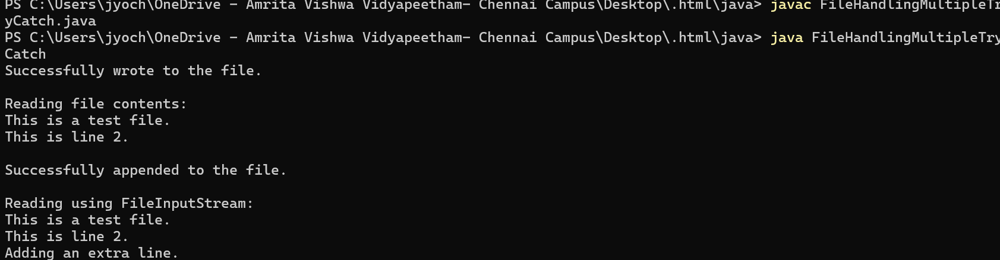 PS C:\Users\jyoch\OneDrive - Amrita Vishwa Vidyapeetham- Chennai Campus\Desktop\.html\java> javac FileHandlingMultipleTr
yCatch.java
PS C:\Users\jyoch\OneDrive - Amrita Vishwa Vidyapeetham- Chennai Campus\Desktop\.html\java> java FileHandlingMultipleTry
Catch
Successfully wrote to the file.
Reading file contents:
This is a test file.
This is line 2.
Successfully appended to the file.
Reading using FileInputStream:
This is a test file.
This is line 2.
Adding an extra line.